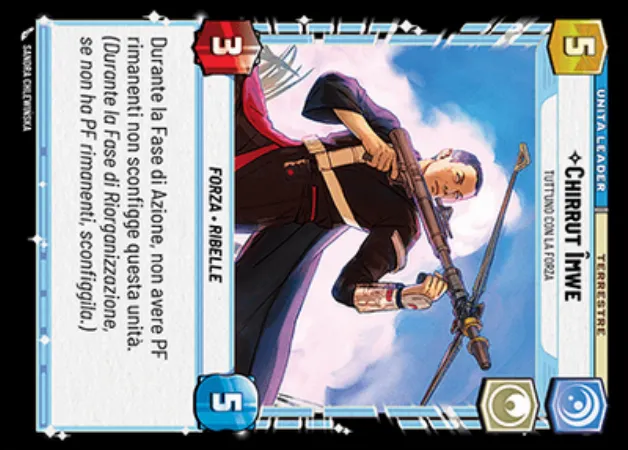 UNITÀ LEADER
TERRESTRE
5
CHIRRUT ÎMWE
TUTT'UNO CON LA FORZA
3
5
FORZA • RIBELLE
Durante la Fase di Azione, non avere PF
rimanenti non sconfigge questa unità.
(Durante la Fase di Riorganizzazione,
se non ha PF rimanenti, sconfiggila.)
SANDRA CHLEWIŃSKA